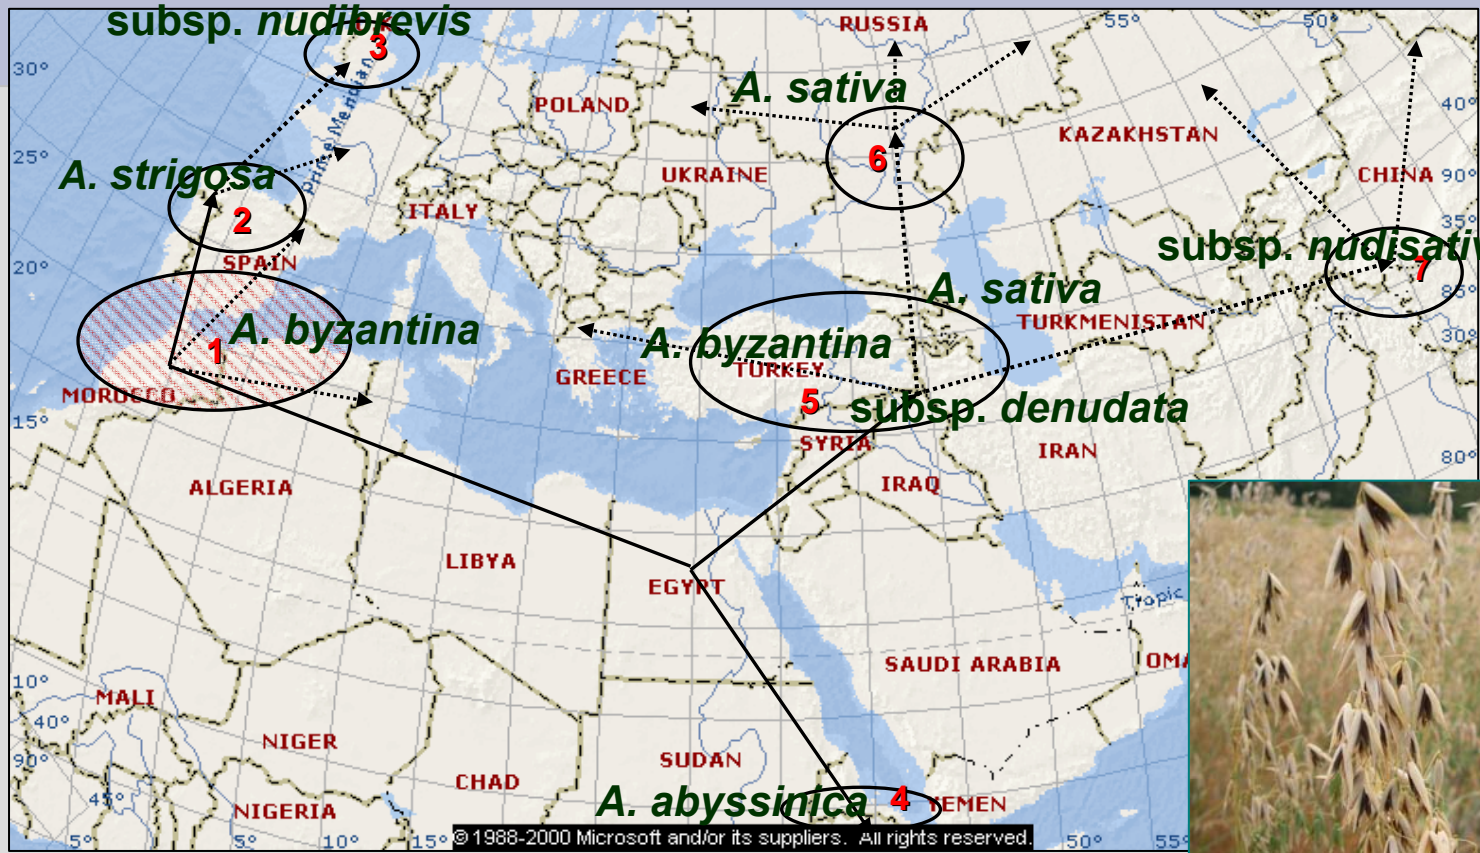 subsp. nudibrevis
3
RUSSIA
55°
50°
30°
Prime Meridian
POLAND
A. sativa
40°
KAZAKHSTAN
25°
6
UKRAINE
CHINA
90°
A. strigosa
2
ITALY
35°
SPAIN
20°
subsp. nudisativ
7
85°
A. sativa
TURKMENISTAN
30°
A. byzantina
1
A. byzantina
TURKEY
GREECE
MOROCCO
5
subsp. denudata
15°
SYRIA
IRAN
80°
ALGERIA
IRAQ
LIBYA
EGYPT
Tropic
SAUDI ARABIA
OMA
10°
MALI
40°
NIGER
SUDAN
90°
CHAD
45°
A. abyssinica
4
YEMEN
NIGERIA
5°
10°
15°
© 1988-2000 Microsoft and/or its suppliers. All rights reserved.
50°
55°